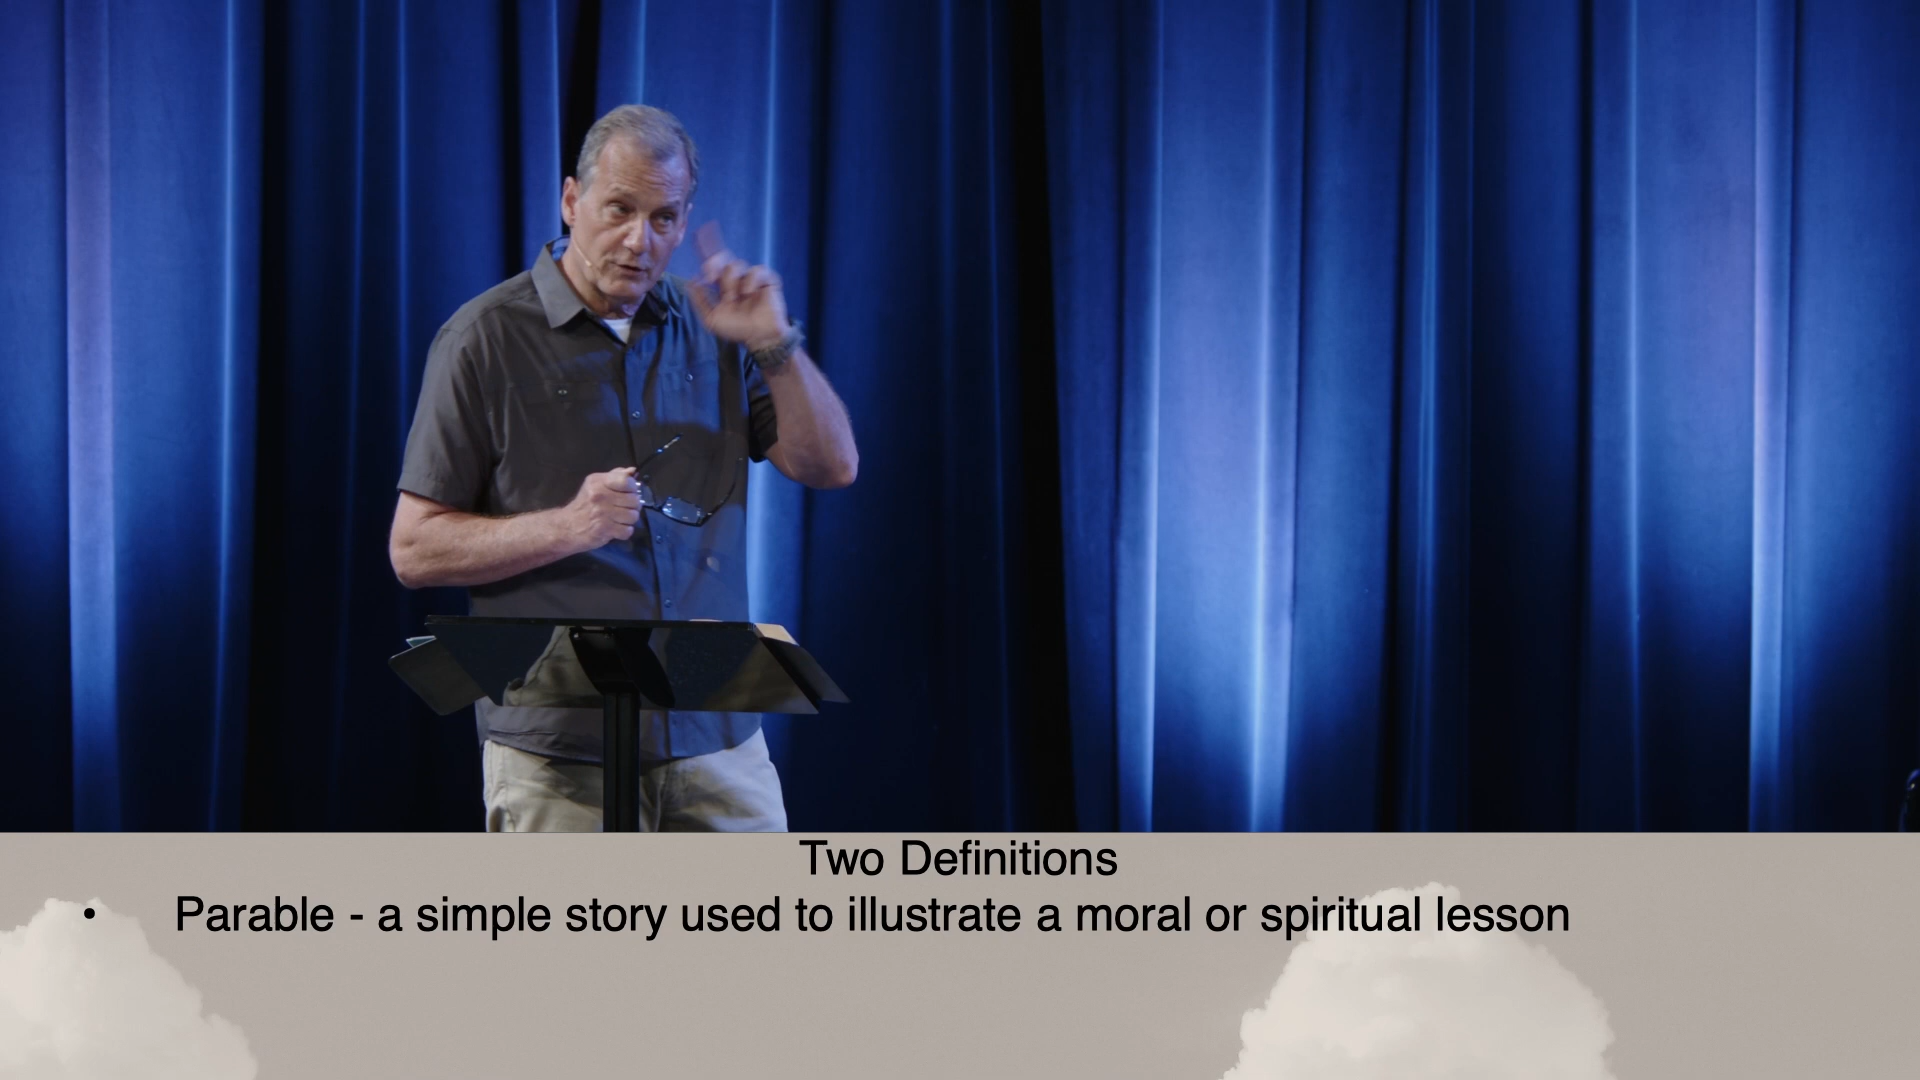 Two Definitions
• Parable - a simple story used to illustrate a moral or spiritual lesson